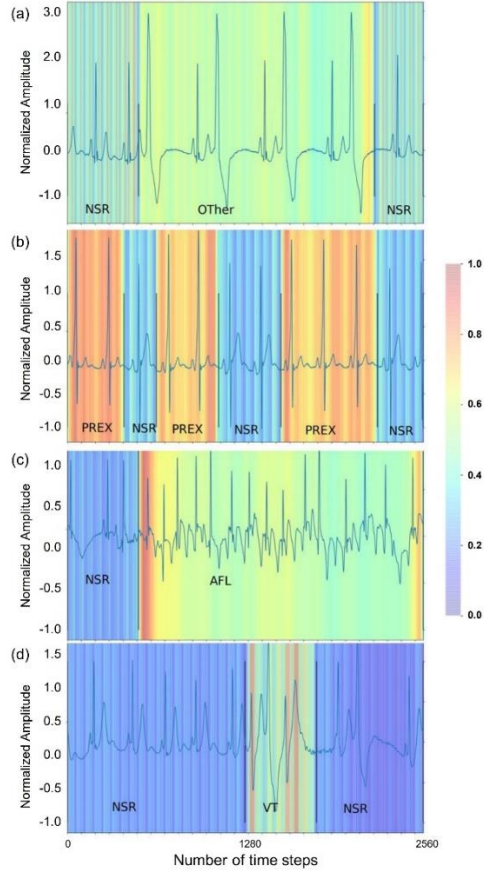 (a)
Normalized Amplitude
3.0
2.0
1.0
0.0
-1.0
NSR
OTher
NSR
(b)
Normalized Amplitude
1.5
1.0
0.5
0.0
-0.5
-1.0
PREX
NSR
PREX
NSR
PREX
NSR
1.0
0.8
0.6
0.4
0.2
0.0
(c)
Normalized Amplitude
1.0
0.5
0.0
-0.5
-1.0
NSR
AFL
(d)
Normalized Amplitude
1.5
1.0
0.5
0.0
-0.5
-1.0
NSR
VT
NSR
0
1280
2560
Number of time steps